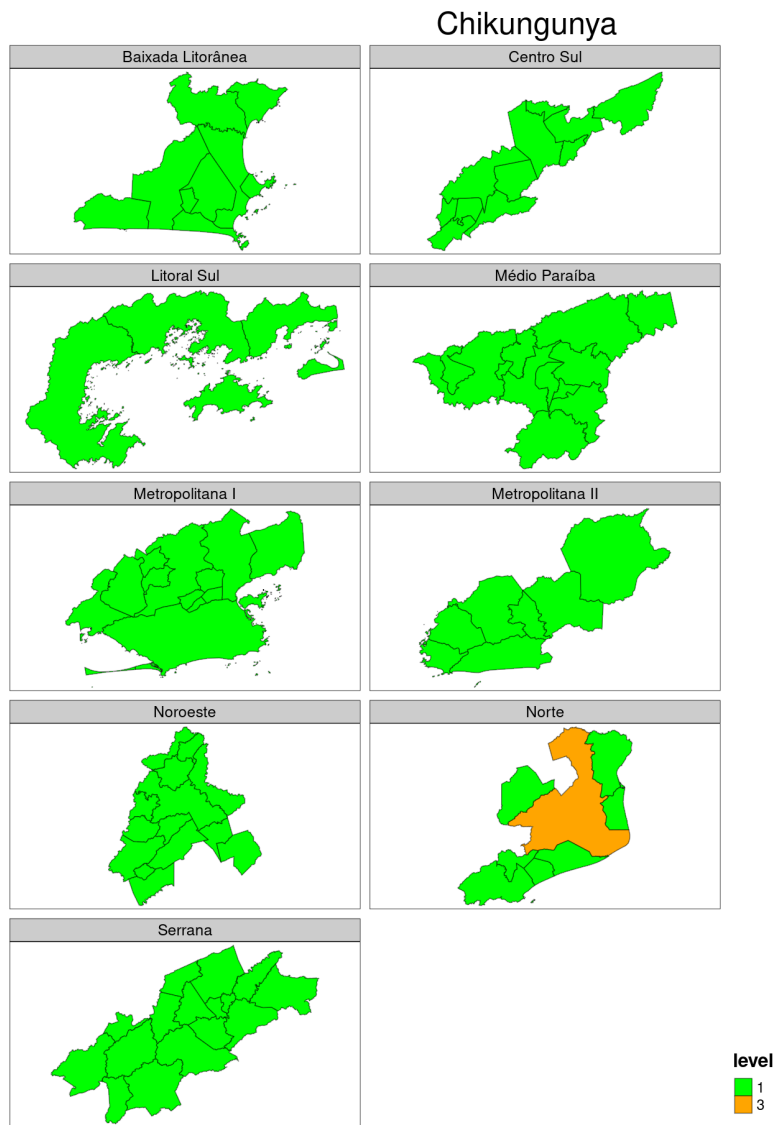 Chikungunya
Baixada Litorânea
Centro Sul
Litoral Sul
Médio Paraíba
Metropolitana I
Metropolitana II
Noroeste
Norte
Serrana
level
1
3